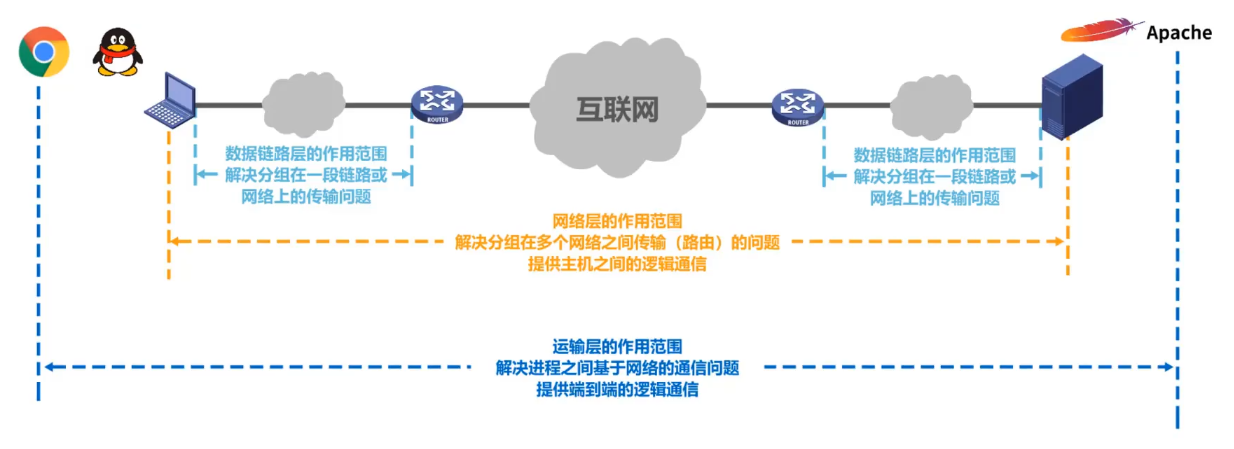 Apache
互联网
ROUTER
ROUTER
数据链路层的作用范围
解决分组在一段链路或
网络上的传输问题
数据链路层的作用范围
解决分组在一段链路或
网络上的传输问题
网络层的作用范围
解决分组在多个网络之间传输（路由）的问题
提供主机之间的逻辑通信
运输层的作用范围
解决进程之间基于网络的通信问题
提供端到端的逻辑通信